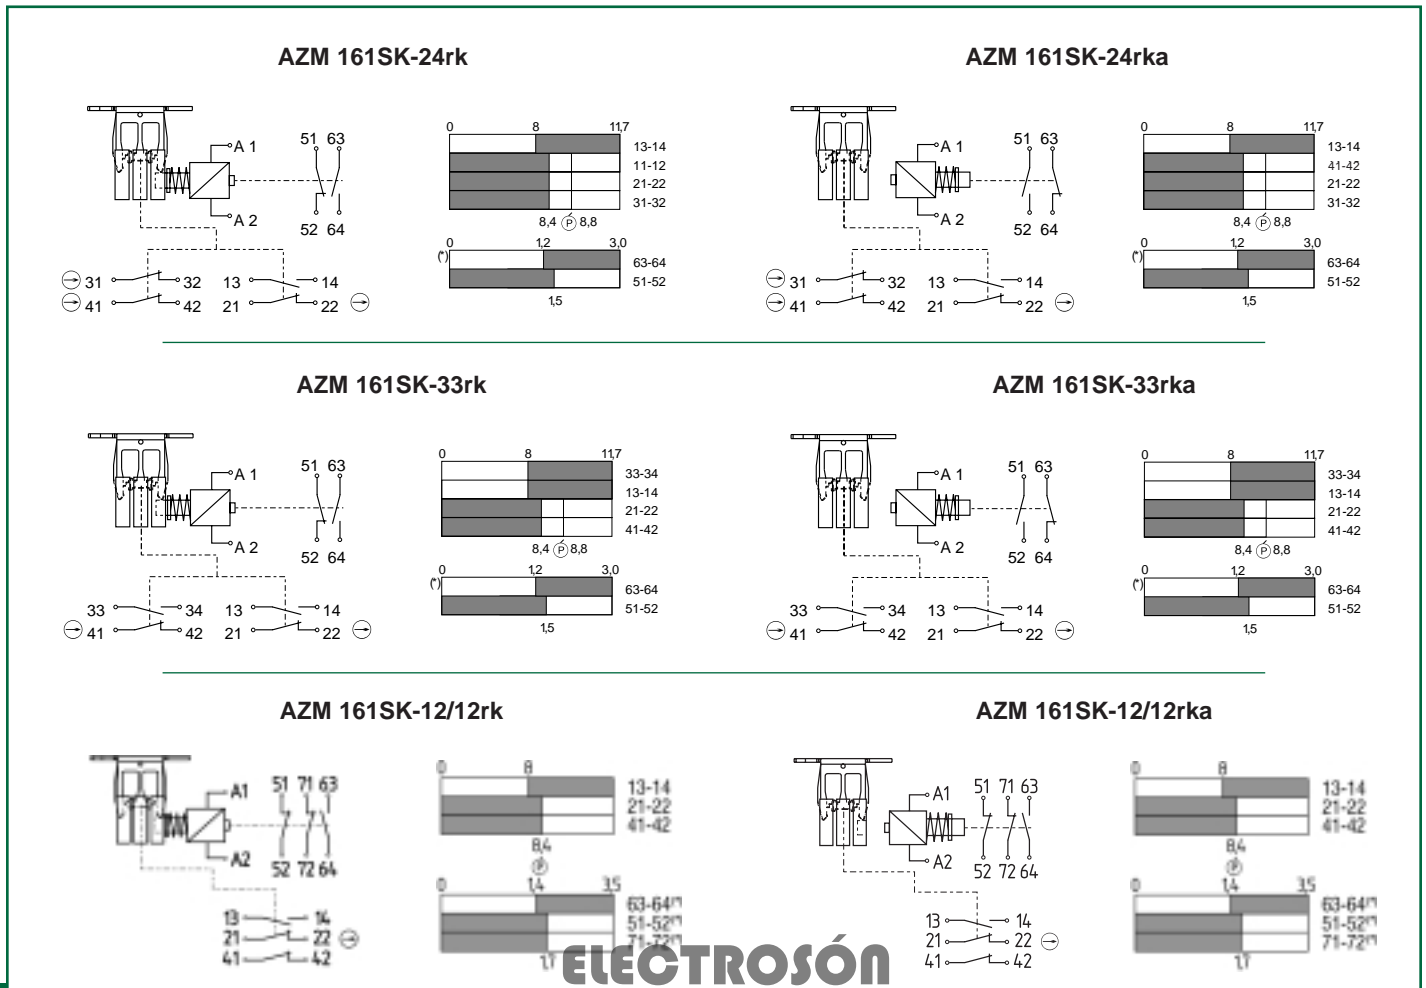 AZM 161SK-24rk
AZM 161SK-24rka
A 1
51 63
A 2
52 64
31 32 13 14
41 42 21 22
0 8 11,7
13-14
11-12
21-22
31-32
8,4 P 8,8
0 1,2 3,0
(*)
63-64
51-52
1,5
A 1
51 63
A 2
52 64
31 32 13 14
41 42 21 22
0 8 11,7
13-14
41-42
21-22
31-32
8,4 P 8,8
0 1,2 3,0
(*)
63-64
51-52
1,5
AZM 161SK-33rk
AZM 161SK-33rka
A 1
51 63
A 2
52 64
33 34 13 14
41 42 21 22
0 8 11,7
33-34
13-14
21-22
41-42
8,4 P 8,8
0 1,2 3,0
(*)
63-64
51-52
1,5
A 1
51 63
A 2
52 64
33 34 13 14
41 42 21 22
0 8 11,7
33-34
13-14
21-22
41-42
8,4 P 8,8
0 1,2 3,0
(*)
63-64
51-52
1,5
AZM 161SK-12/12rk
AZM 161SK-12/12rka
A1
51 71 63
A2
52 72 64
13 14
21 22
41 42
0 8
13-14
21-22
41-42
8,4
P
0 1,4 3,5
63-64(*)
51-52(*)
71-72(*)
1,7
A1
51 71 63
A2
52 72 64
13 14
21 22
41 42
0 8
13-14
21-22
41-42
8,4
P
0 1,4 3,5
63-64(*)
51-52(*)
71-72(*)
1,7
ELECTROSÓN